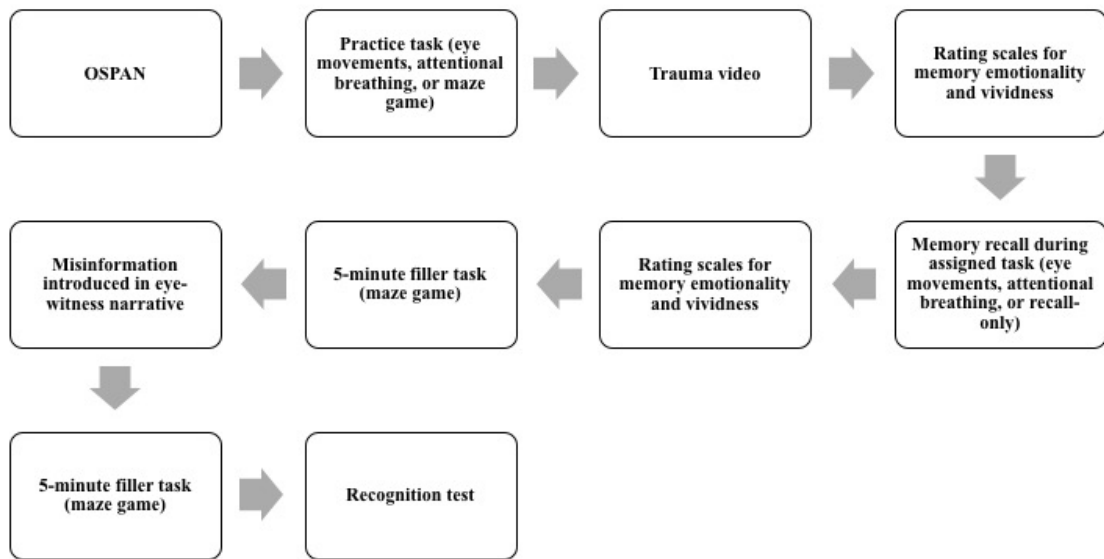 OSPAN
Practice task (eye
movements,
attentional
breathing, or maze
game)
Trauma video
Rating scales for
memory emotionality
and vividness
Memory recall during
assigned task (eye
movements, attentional
breathing, or recall-
only)
Rating scales for
memory emotionality
and vividness
5-minute filler task
(maze game)
Misinformation
introduced in eye-
witness narrative
5-minute filler task
(maze game)
Recognition test